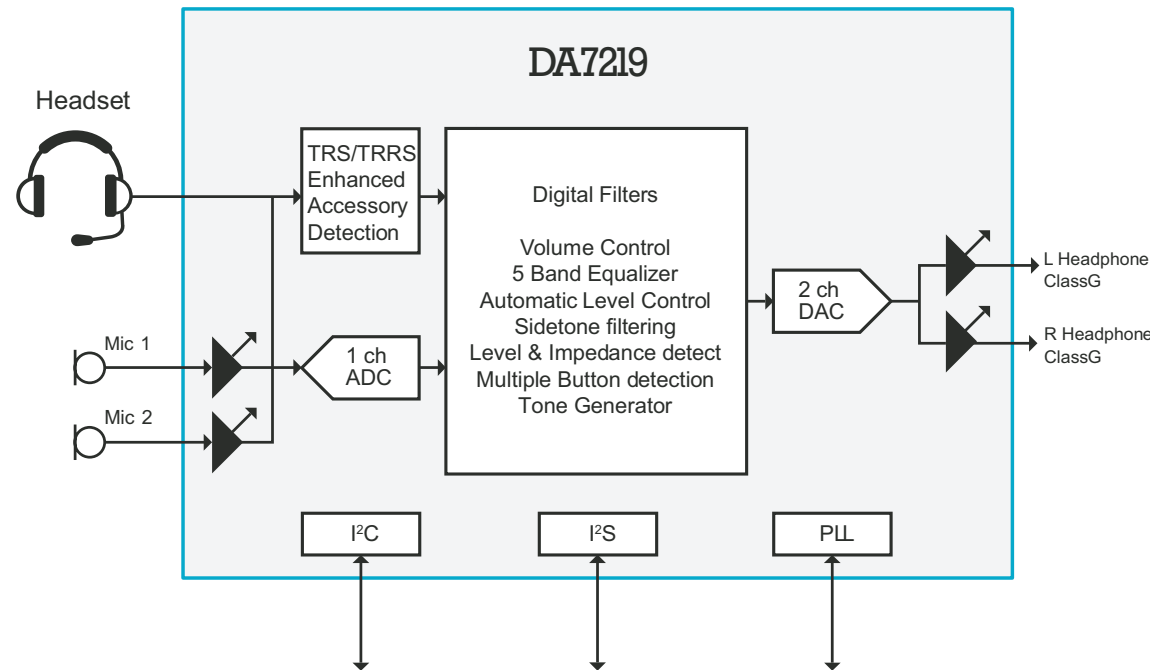 DA7219
Headset
TRS/TRRS
Enhanced
Accessory
Detection
Digital Filters
Volume Control
5 Band Equalizer
Automatic Level Control
Sidetone filtering
Level & Impedance detect
Multiple Button detection
Tone Generator
Mic 1
Mic 2
1 ch
ADC
2 ch
DAC
L Headphone
ClassG
R Headphone
ClassG
I²C
I²S
PLL